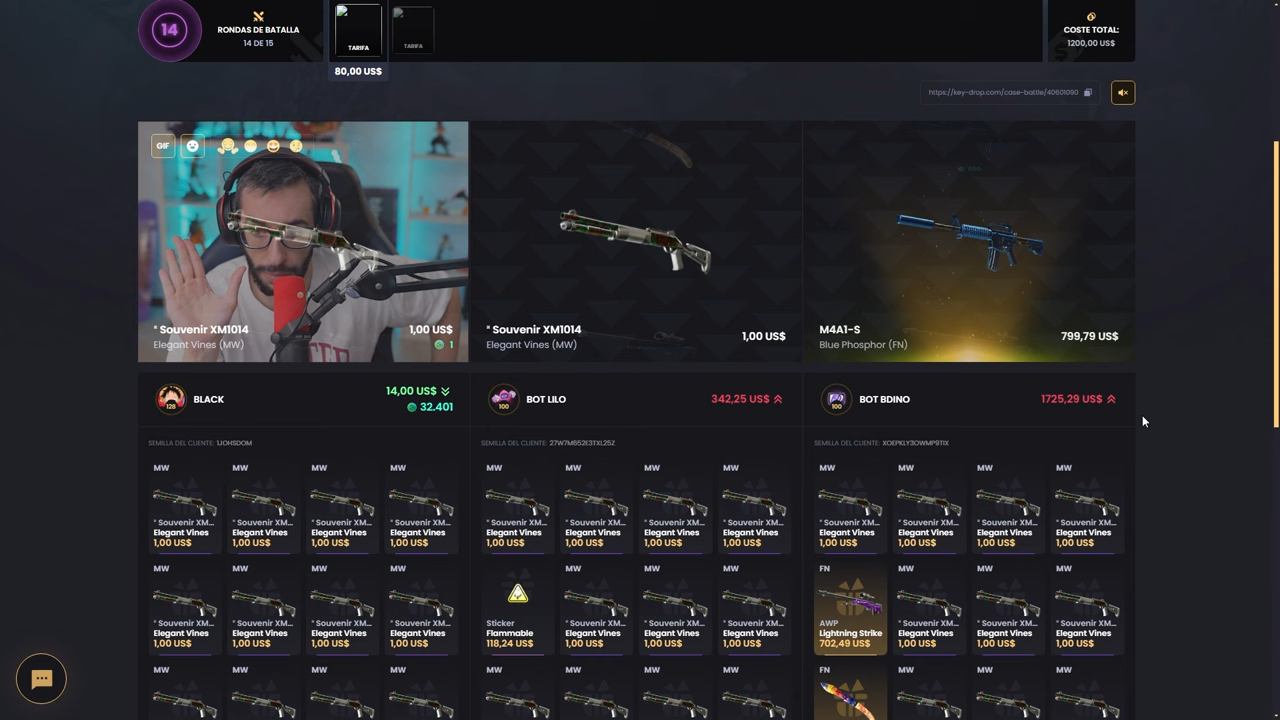 14
RONDAS DE BATALLA
14 DE 15
TARIFA
TARIFA
80,00 US$
COSTE TOTAL:
1200,00 US$
https://key-drop.com/case-battle/40601090
GIF
* Souvenir XM1014
1,00 US$
Elegant Vines (MW)
1
* Souvenir XM1014
1,00 US$
Elegant Vines (MW)
M4A1-S
799,79 US$
Blue Phosphor (FN)
128
BLACK
14,00 US$
32.401
100
BOT LILO
342,25 US$
100
BOT BDINO
1725,29 US$
SEMILLA DEL CLIENTE: 1JOHSDOM
SEMILLA DEL CLIENTE: 27W7M652E3TXL25Z
SEMILLA DEL CLIENTE: XOEPKLY3OWMP9TIX
MW MW MW MW MW MW MW MW MW MW MW MW
* Souvenir XM... * Souvenir XM... * Souvenir XM... * Souvenir XM... * Souvenir XM... * Souvenir XM... * Souvenir XM... * Souvenir XM... * Souvenir XM... * Souvenir XM... * Souvenir XM... * Souvenir XM...
Elegant Vines Elegant Vines Elegant Vines Elegant Vines Elegant Vines Elegant Vines Elegant Vines Elegant Vines Elegant Vines Elegant Vines Elegant Vines Elegant Vines
1,00 US$ 1,00 US$ 1,00 US$ 1,00 US$ 1,00 US$ 1,00 US$ 1,00 US$ 1,00 US$ 1,00 US$ 1,00 US$ 1,00 US$ 1,00 US$
MW MW MW MW MW MW MW FN MW MW MW
* Souvenir XM... * Souvenir XM... * Souvenir XM... * Souvenir XM... Sticker * Souvenir XM... * Souvenir XM... * Souvenir XM... AWP * Souvenir XM... * Souvenir XM... * Souvenir XM...
Elegant Vines Elegant Vines Elegant Vines Elegant Vines Flammable Elegant Vines Elegant Vines Elegant Vines Lightning Strike Elegant Vines Elegant Vines Elegant Vines
1,00 US$ 1,00 US$ 1,00 US$ 1,00 US$ 118,24 US$ 1,00 US$ 1,00 US$ 1,00 US$ 702,49 US$ 1,00 US$ 1,00 US$ 1,00 US$
MW MW MW MW MW MW MW MW FN MW MW MW